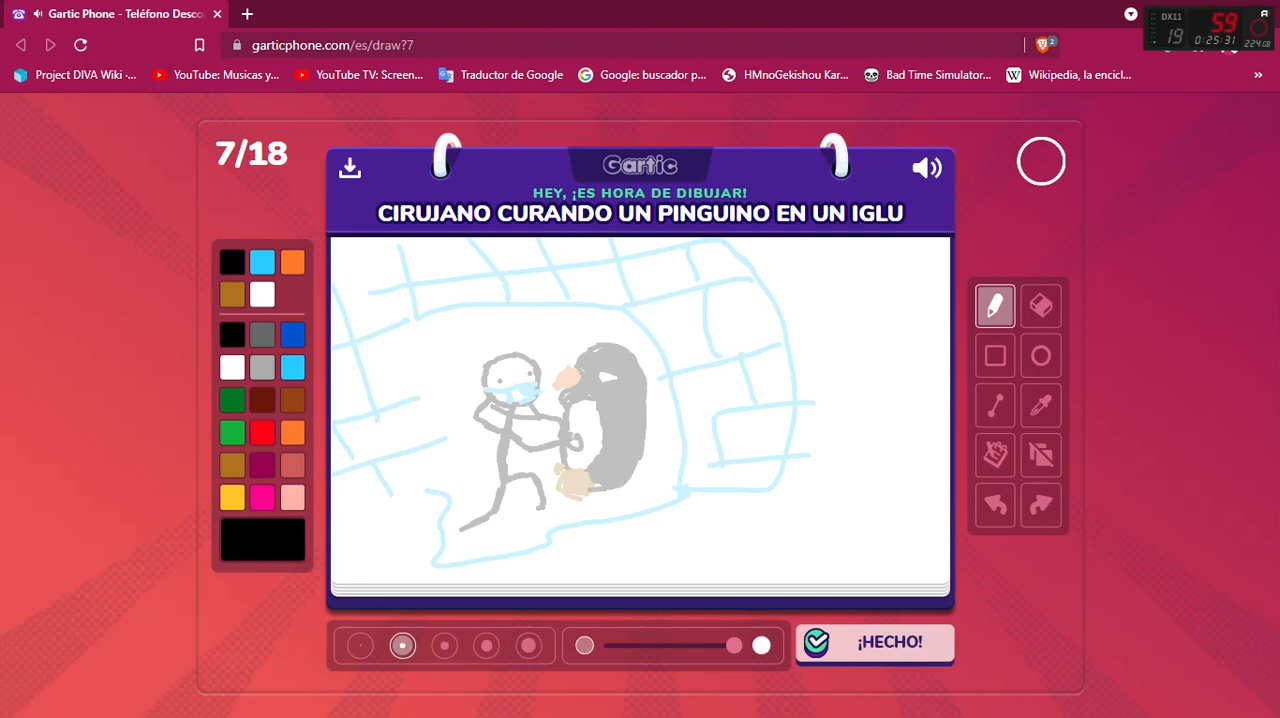 Gartic Phone - Teléfono Desco
garticphone.com/es/draw?7
2
DX11
59
19
0:25:31
224GB
Project DIVA Wiki -...
YouTube: Musicas y...
YouTube TV: Screen...
Traductor de Google
Google: buscador p...
HMnoGekishou Kar...
Bad Time Simulator...
Wikipedia, la encicl...
»
7/18
Gartic
HEY, ¡ES HORA DE DIBUJAR!
CIRUJANO CURANDO UN PINGUINO EN UN IGLU
¡HECHO!